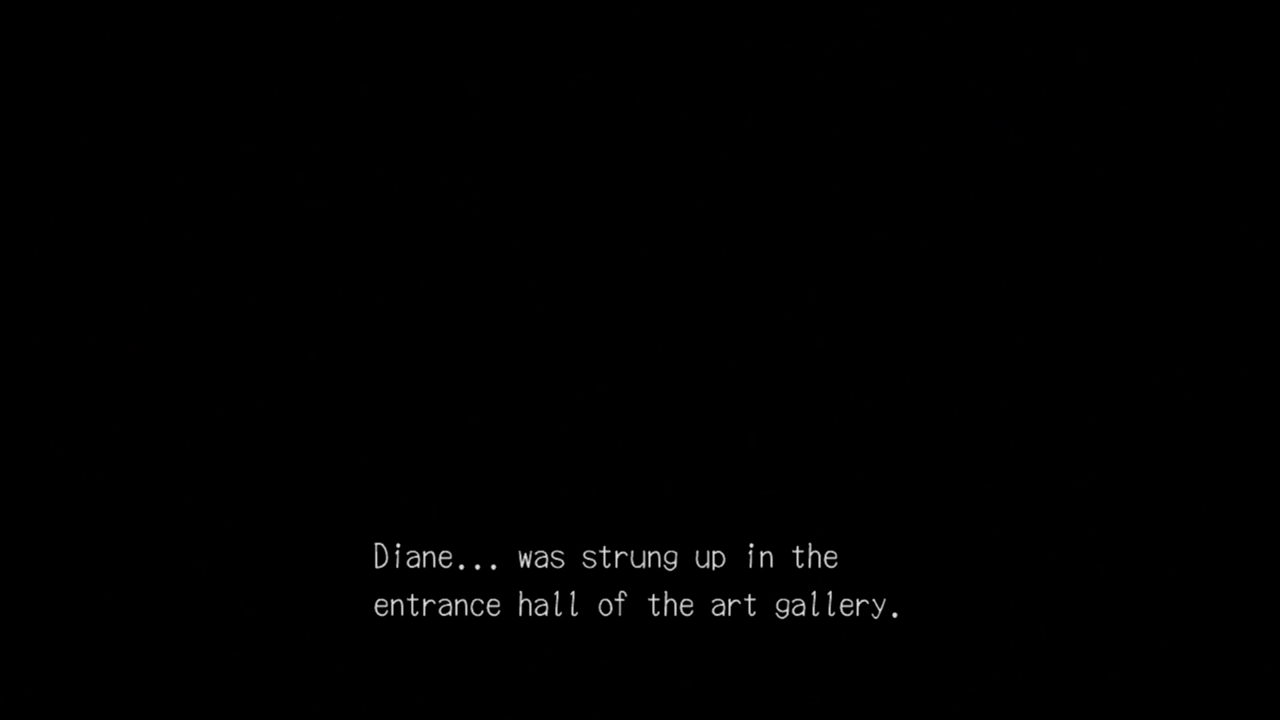 Diane... was strung up in the
entrance hall of the art gallery.